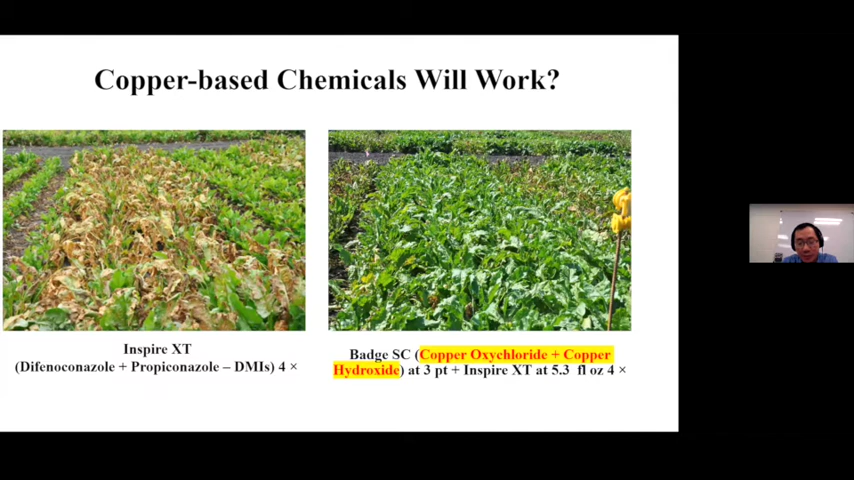 Copper-based Chemicals Will Work?
Inspire XT
(Difenoconazole + Propiconazole – DMIs) 4 ×
Badge SC (Copper Oxychloride + Copper
Hydroxide) at 3 pt + Inspire XT at 5.3 fl oz 4 ×